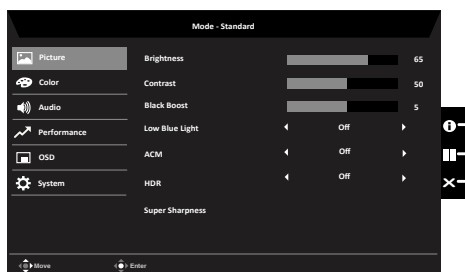 Mode - Standard
Picture
Brightness 65
Color
Contrast 50
Audio
Black Boost 5
Performance
Low Blue Light Off
OSD
ACM Off
System
HDR Off
Super Sharpness
Move Enter